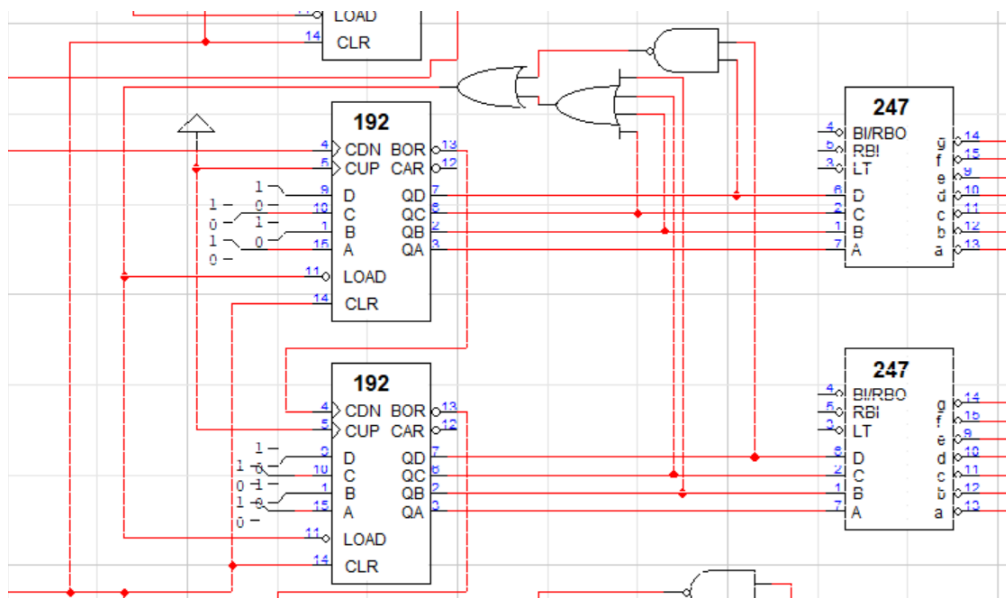 11 LOAD
14 CLR
192
247
4 CDN BOR 13
5 CUP CAR 12
1 9 D QD 7
1 0 10 C QC 6
0 1 1 B QB 2
1 0 15 A QA 3
0
11 LOAD
14 CLR
4 BI/RBO g 14
5 RBI f 15
3 LT e 9
6 D d 10
2 C c 11
1 B b 12
7 A a 13
192
247
4 CDN BOR 13
5 CUP CAR 12
1 D QD 7
1 0 10 C QC 6
0 1 1 B QB 2
1 0 15 A QA 3
0
11 LOAD
14 CLR
4 BI/RBO g 14
5 RBI f 15
3 LT e 9
6 D d 10
2 C c 11
1 B b 12
7 A a 13